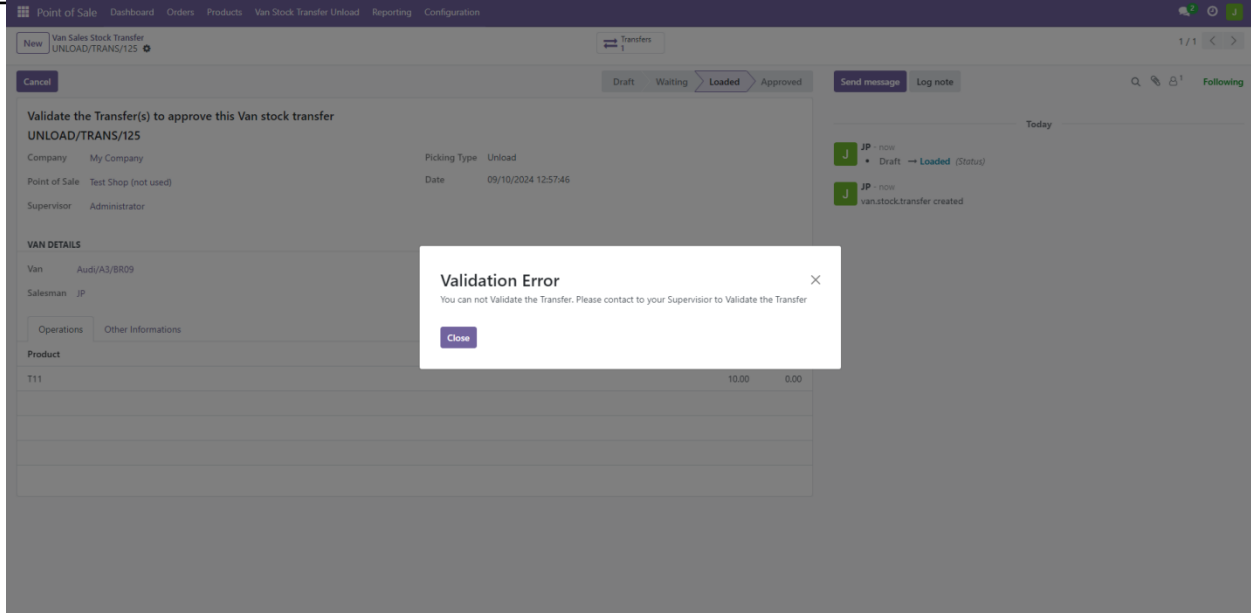 Point of Sale Dashboard Orders Products Van Stock Transfer Unload Reporting Configuration 2 J
New Van Sales Stock Transfer Transfers 1 / 1
UNLOAD/TRANS/125 1
Cancel Draft Waiting Loaded Approved Send message Log note 1 Following
Validate the Transfer(s) to approve this Van stock transfer
UNLOAD/TRANS/125
Today
Company My Company Picking Type Unload
Point of Sale Test Shop (not used) Date 09/10/2024 12:57:46
Supervisor Administrator
J JP - now
Draft → Loaded (Status)
J JP - now
van.stock.transfer created
VAN DETAILS
Van Audi/A3/BR09
Salesman JP
Operations Other Informations
Product
T11 10.00 0.00
Validation Error
You can not Validate the Transfer. Please contact to your Supervisior to Validate the Transfer
Close